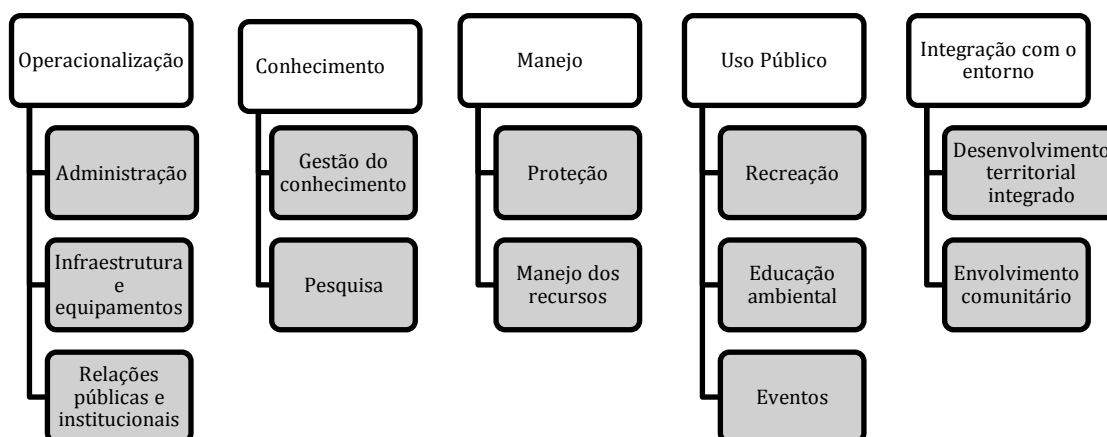 Operacionalização
Administração
Infraestrutura
e
equipamentos
Relações
públicas e
institucionais
Conhecimento
Gestão do
conhecimento
Pesquisa
Manejo
Proteção
Manejo dos
recursos
Uso Público
Recreação
Educação
ambiental
Eventos
Integração com o
entorno
Desenvolvimento
territorial
integrado
Envolvimento
comunitário